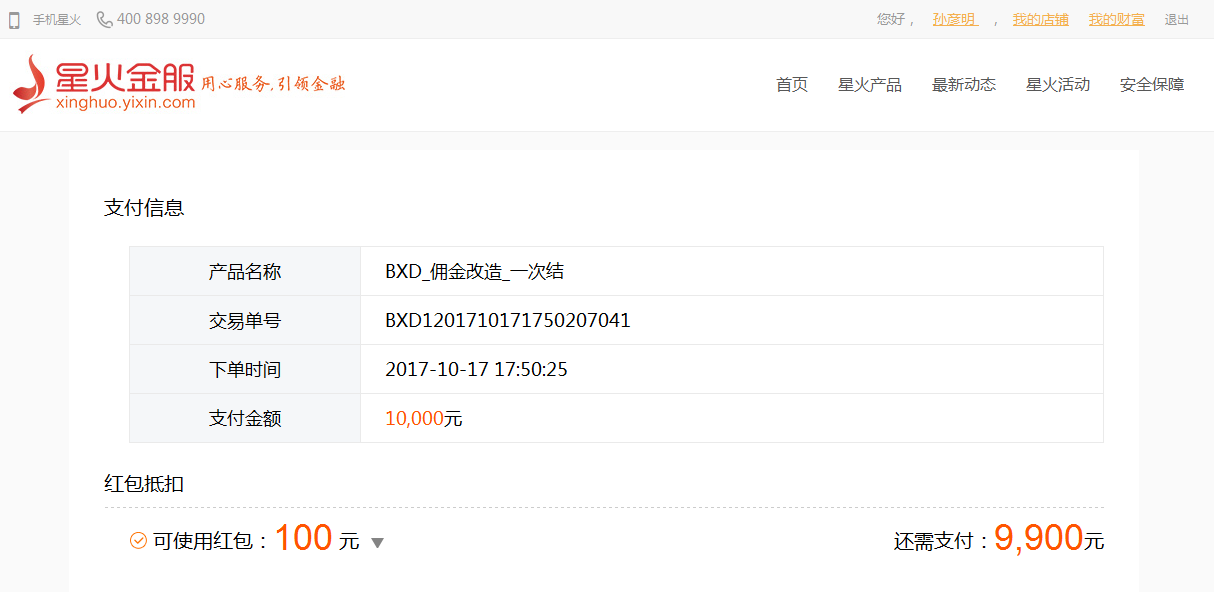 手机星火 400 898 9990 您好， 孙彦明 ， 我的店铺 我的财富 退出
星火金服 用心服务,引领金融
xinghuo.yixin.com
首页 星火产品 最新动态 星火活动 安全保障
支付信息
产品名称 BXD_佣金改造_一次结
交易单号 BXD1201710171750207041
下单时间 2017-10-17 17:50:25
支付金额 10,000元
红包抵扣
可使用红包：100 元 还需支付：9,900元